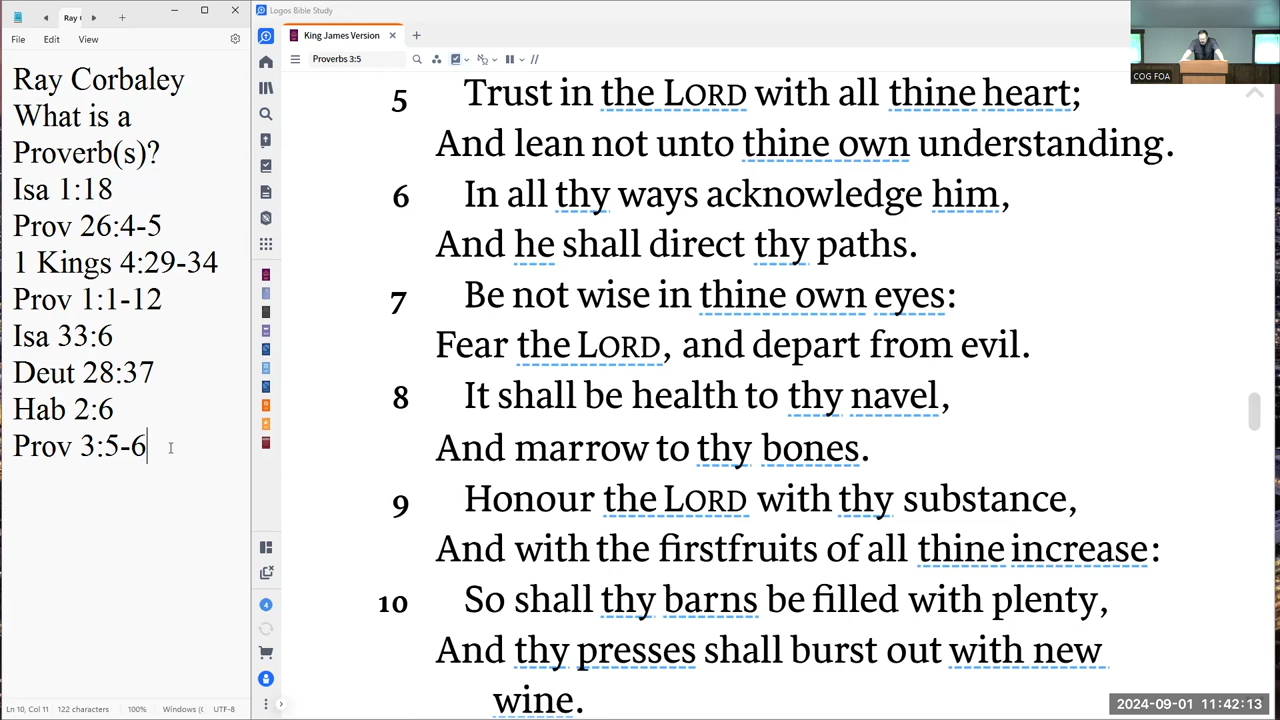 Ray C
File
Edit
View
Ray Corbaley
What is a
Proverb(s)?
Isa 1:18
Prov 26:4-5
1 Kings 4:29-34
Prov 1:1-12
Isa 33:6
Deut 28:37
Hab 2:6
Prov 3:5-6
Ln 10, Col 11
122 characters
100%
Windows (C
UTF-8
Logos Bible Study
King James Version
Proverbs 3:5
COG FOA
4
5 Trust in the LORD with all thine heart;
And lean not unto thine own understanding.
6 In all thy ways acknowledge him,
And he shall direct thy paths.
7 Be not wise in thine own eyes:
Fear the LORD, and depart from evil.
8 It shall be health to thy navel,
And marrow to thy bones.
9 Honour the LORD with thy substance,
And with the firstfruits of all thine increase:
10 So shall thy barns be filled with plenty,
And thy presses shall burst out with new
wine.
2024-09-01 11:42:13